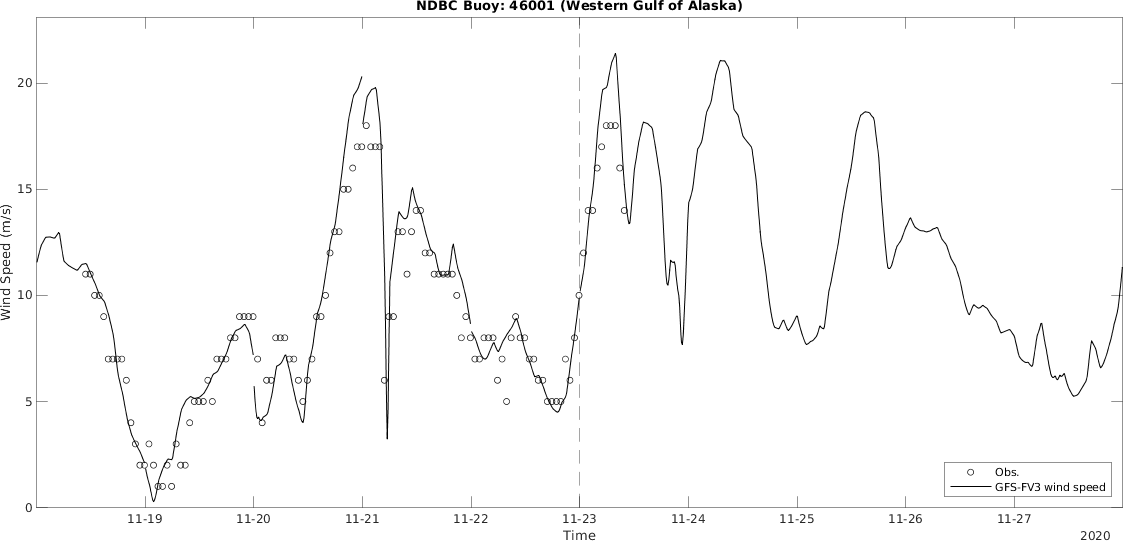 NDBC Buoy: 46001 (Western Gulf of Alaska)
Wind Speed (m/s)
20
15
10
5
0
11-19 11-20 11-21 11-22 11-23 11-24 11-25 11-26 11-27
Time
2020
Obs.
GFS-FV3 wind speed